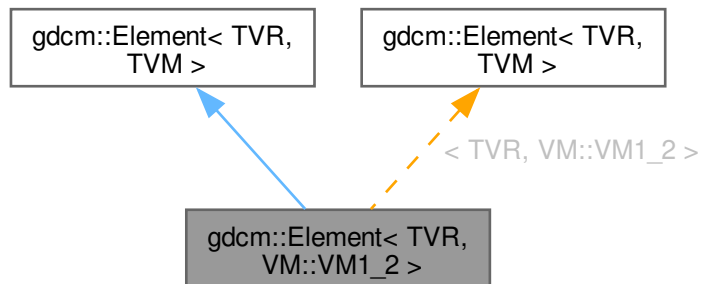 gdcm::Element< TVR,
TVM >
gdcm::Element< TVR,
TVM >
< TVR, VM::VM1_2 >
gdcm::Element< TVR,
VM::VM1_2 >